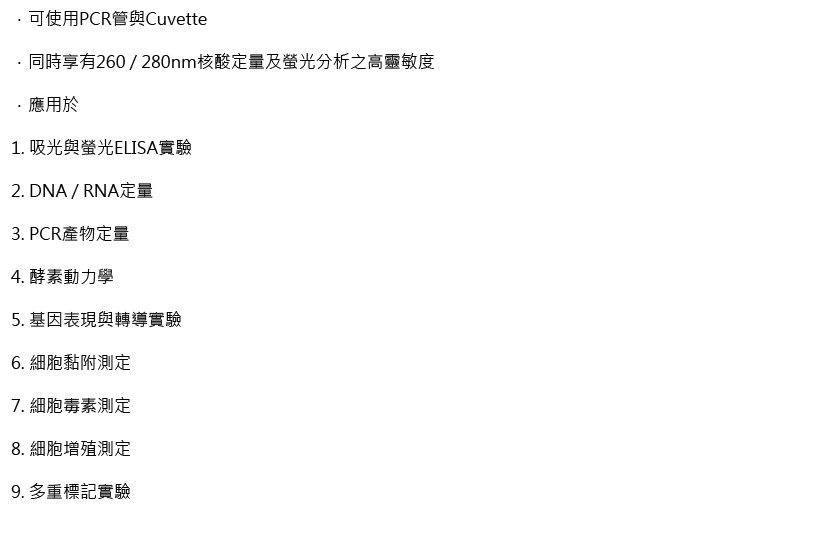 ．可使用PCR管與Cuvette
．同時享有260 / 280nm核酸定量及螢光分析之高靈敏度
．應用於
1. 吸光與螢光ELISA實驗
2. DNA / RNA定量
3. PCR產物定量
4. 酵素動力學
5. 基因表現與轉導實驗
6. 細胞黏附測定
7. 細胞毒素測定
8. 細胞增殖測定
9. 多重標記實驗